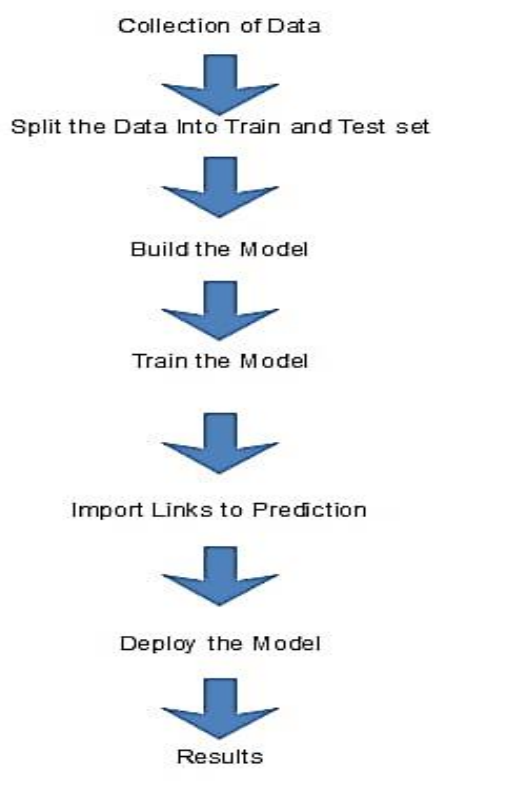 Collection of Data
Split the Data Into Train and Test set
Build the Model
Train the Model
Import Links to Prediction
Deploy the Model
Results